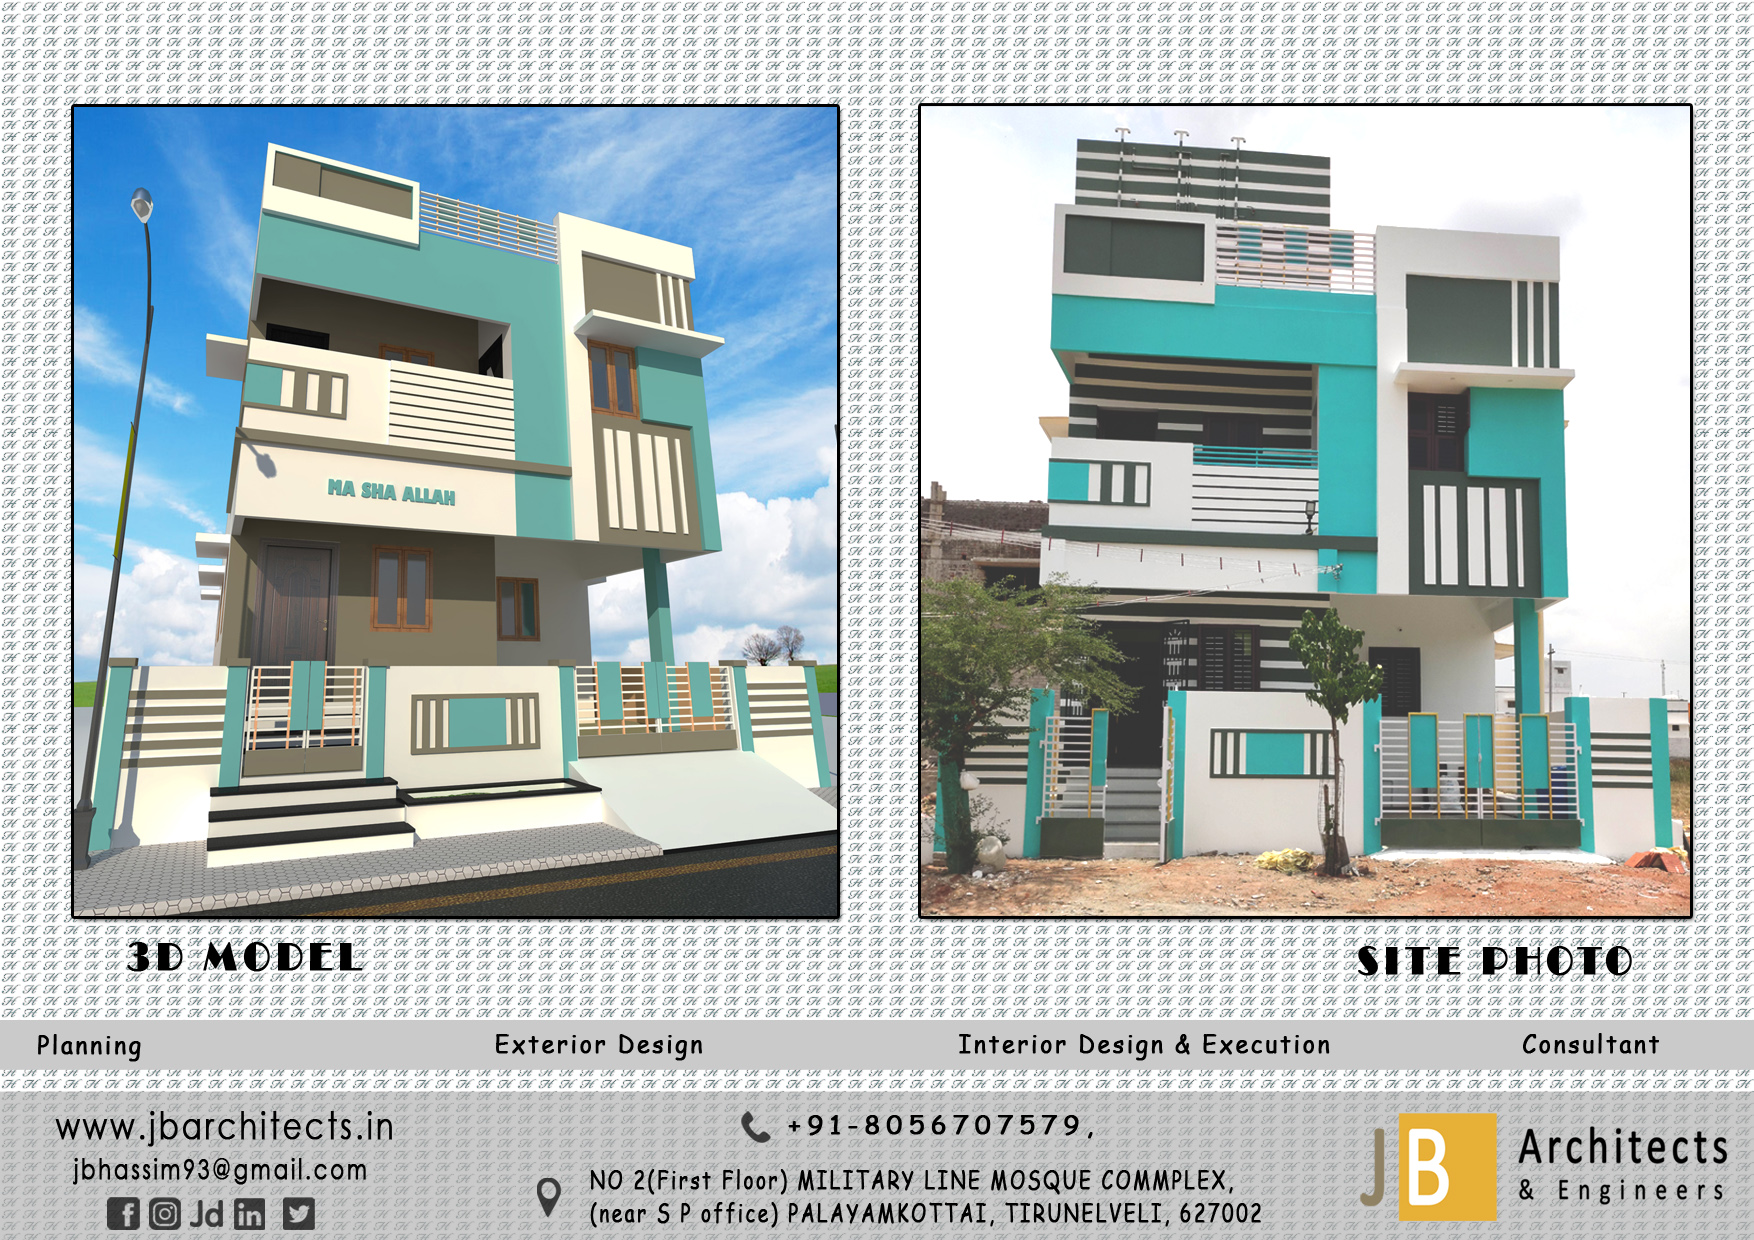 MA SHA ALLAH
3D MODEL
SITE PHOTO
Planning
Exterior Design
Interior Design & Execution
Consultant
www.jbarchitects.in
jbhassim93@gmail.com
Jd
in
+91-8056707579,
NO 2(First Floor) MILITARY LINE MOSQUE COMMPLEX,
(near S P office) PALAYAMKOTTAI, TIRUNELVELI, 627002
JB
Architects
& Engineers